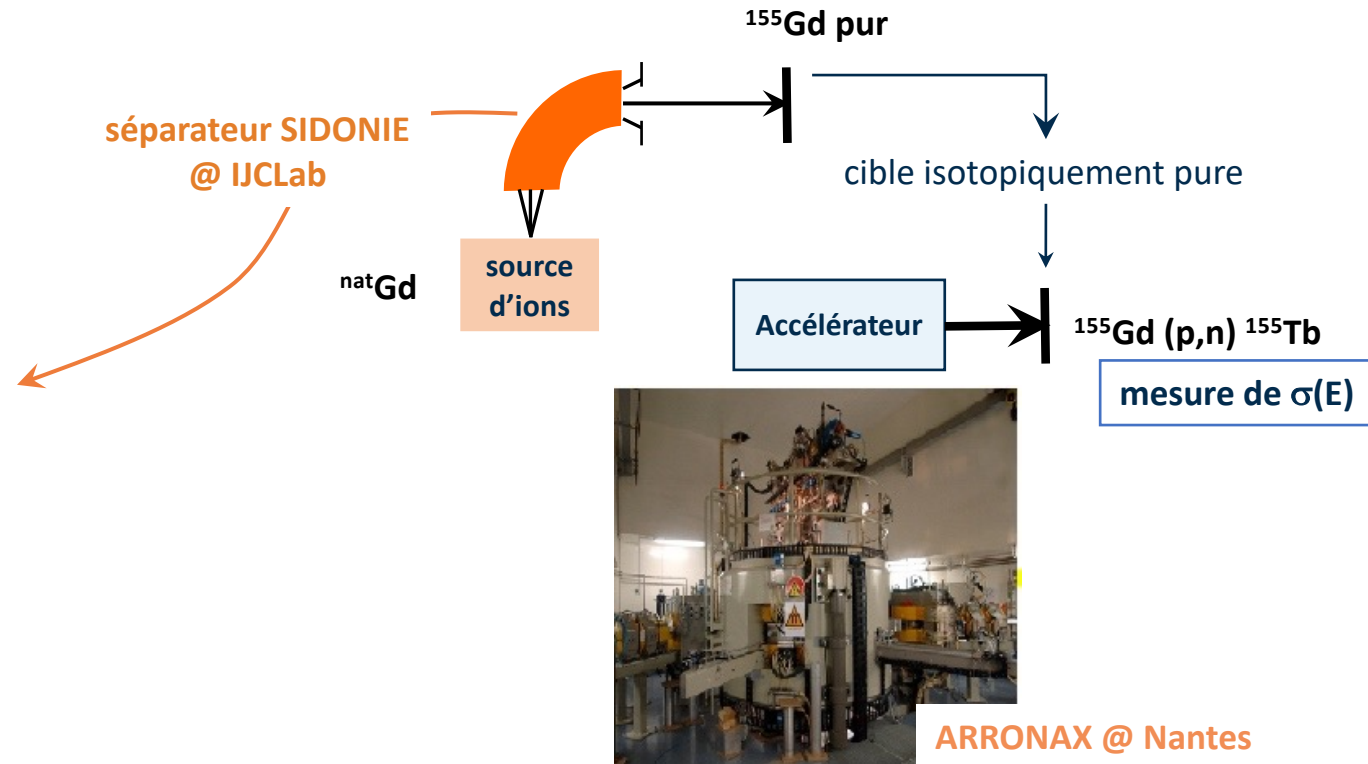 ¹⁵⁵Gd pur
séparateur SIDONIE
@ IJCLab
cible isotopiquement pure
ⁿᵃᵗGd
source
d’ions
Accélérateur
¹⁵⁵Gd (p,n) ¹⁵⁵Tb
mesure de σ(E)
ARRONAX @ Nantes